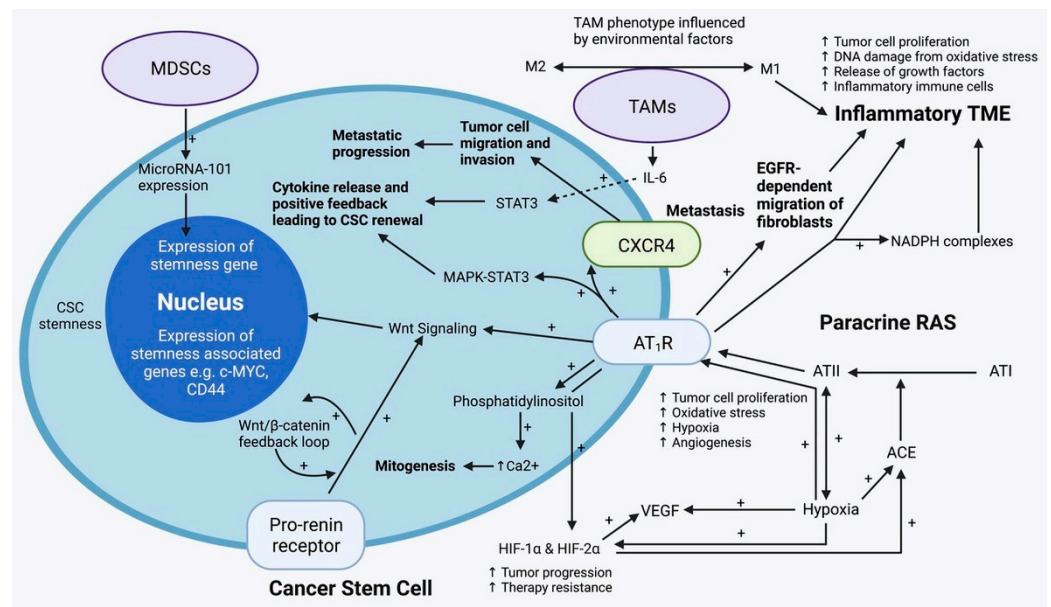 TAM phenotype influenced
by environmental factors
M2
M1
↑ Tumor cell proliferation
↑ DNA damage from oxidative stress
↑ Release of growth factors
↑ Inflammatory immune cells
Inflammatory TME
MDSCs
TAMs
+
MicroRNA-101
expression
Metastatic
progression
Tumor cell
migration and
invasion
+
IL-6
Cytokine release and
positive feedback
leading to CSC renewal
STAT3
EGFR-
dependent
migration of
fibroblasts
Metastasis
CXCR4
+
NADPH complexes
Expression of
stemness gene
Nucleus
Expression of
stemness associated
genes e.g. c-MYC,
CD44
CSC
stemness
MAPK-STAT3
+
+
+
Wnt Signaling
+
AT₁R
Paracrine RAS
ATII
ATI
+
Phosphatidylinositol
↑ Tumor cell proliferation
↑ Oxidative stress
↑ Hypoxia
↑ Angiogenesis
Wnt/β-catenin
feedback loop
+
+
+
+
+
Mitogenesis
↑Ca2+
+
+
ACE
+
Pro-renin
receptor
VEGF
+
Hypoxia
+
+
+
HIF-1α & HIF-2α
↑ Tumor progression
↑ Therapy resistance
Cancer Stem Cell